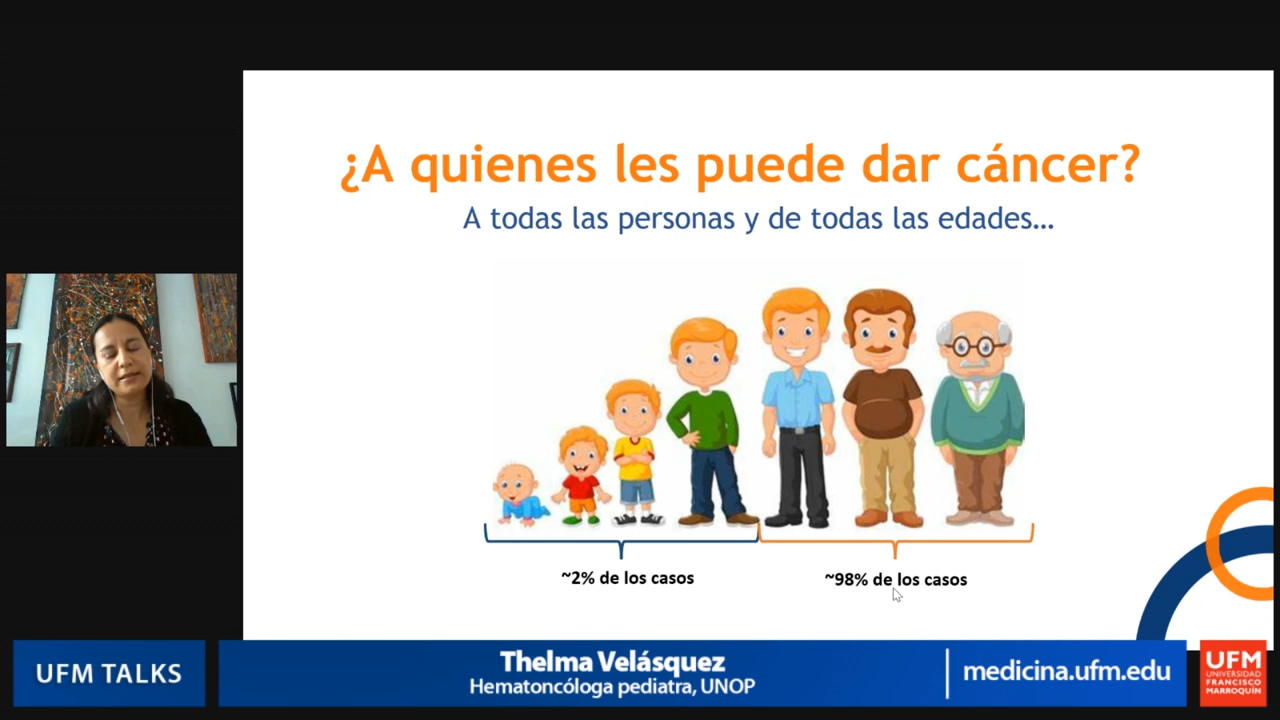 ¿A quienes les puede dar cáncer?
A todas las personas y de todas las edades...
~2% de los casos
~98% de los casos
UFM TALKS
Thelma Velásquez
Hematoncóloga pediatra, UNOP
medicina.ufm.edu
UFM
UNIVERSIDAD
FRANCISCO
MARROQUÍN